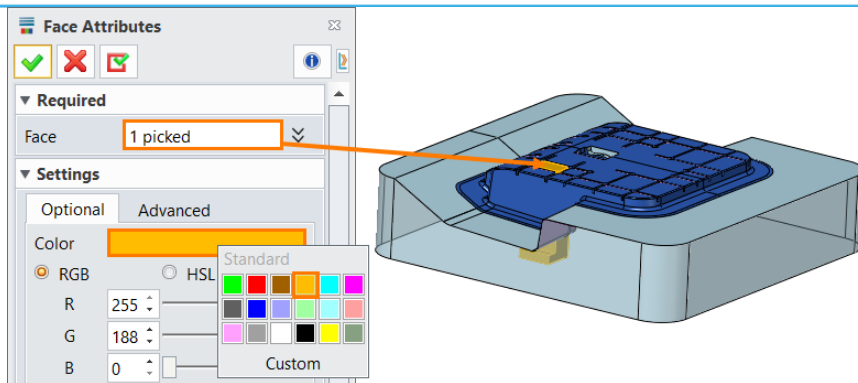 Face Attributes
Required
Face 1 picked
Settings
Optional Advanced
Color
Standard
RGB HSL
R 255
G 188
B 0
Custom